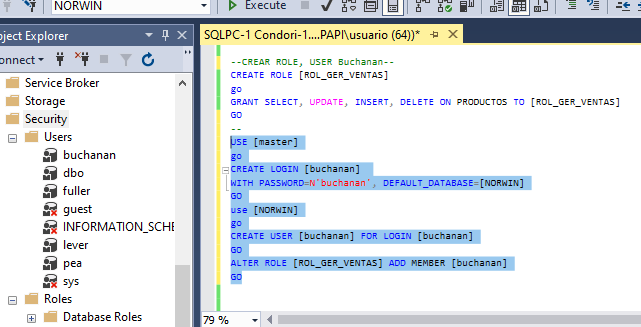 NORWIN
Execute
SQLPC-1 Condori-1....PAPI\usuario (64))*
oject Explorer
onnect
Service Broker
Storage
Security
Users
buchanan
dbo
fuller
guest
INFORMATION_SCHE
lever
pea
sys
Roles
Database Roles
--CREAR ROLE, USER Buchanan--
CREATE ROLE [ROL_GER_VENTAS]
go
GRANT SELECT, UPDATE, INSERT, DELETE ON PRODUCTOS TO [ROL_GER_VENTAS]
GO
--
USE [master]
go
CREATE LOGIN [buchanan]
WITH PASSWORD=N'buchanan', DEFAULT_DATABASE=[NORWIN]
GO
use [NORWIN]
go
CREATE USER [buchanan] FOR LOGIN [buchanan]
GO
ALTER ROLE [ROL_GER_VENTAS] ADD MEMBER [buchanan]
GO
79 %